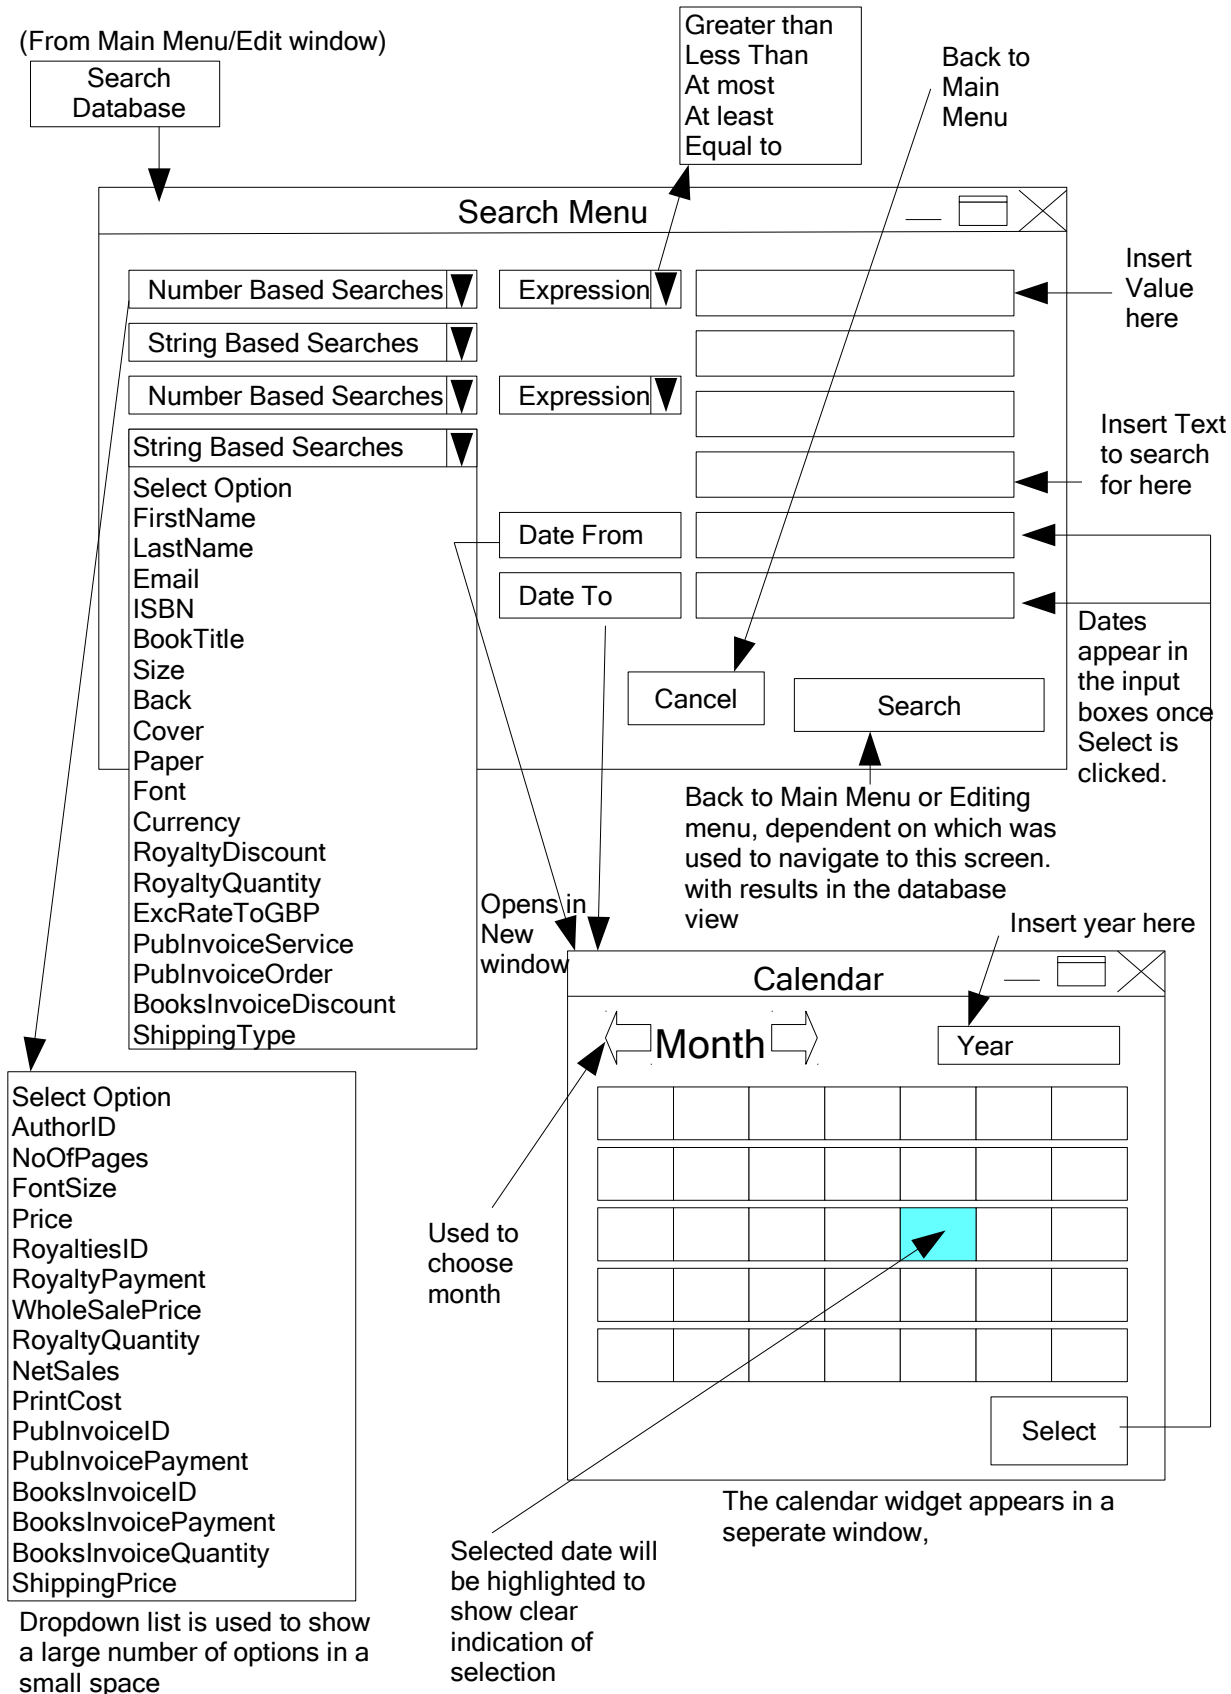 (From Main Menu/Edit window)
Search
Database
Greater than
Less Than
At most
At least
Equal to
Back to
Main
Menu
Search Menu
Number Based Searches
Expression
Insert
Value
here
String Based Searches
Number Based Searches
Expression
String Based Searches
Insert Text
to search
for here
Select Option
FirstName
LastName
Email
ISBN
BookTitle
Size
Back
Cover
Paper
Font
Currency
RoyaltyDiscount
RoyaltyQuantity
ExcRateToGBP
PubInvoiceService
PubInvoiceOrder
BooksInvoiceDiscount
ShippingType
Date From
Date To
Dates
appear in
the input
boxes once
Select is
clicked.
Cancel
Search
Back to Main Menu or Editing
menu, dependent on which was
used to navigate to this screen.
with results in the database
view
Opens in
New
window
Insert year here
Calendar
Month
Year
Select Option
AuthorID
NoOfPages
FontSize
Price
RoyaltiesID
RoyaltyPayment
WholeSalePrice
RoyaltyQuantity
NetSales
PrintCost
PubInvoiceID
PubInvoicePayment
BooksInvoiceID
BooksInvoicePayment
BooksInvoiceQuantity
ShippingPrice
Used to
choose
month
Select
The calendar widget appears in a
seperate window,
Selected date will
be highlighted to
show clear
indication of
selection
Dropdown list is used to show
a large number of options in a
small space